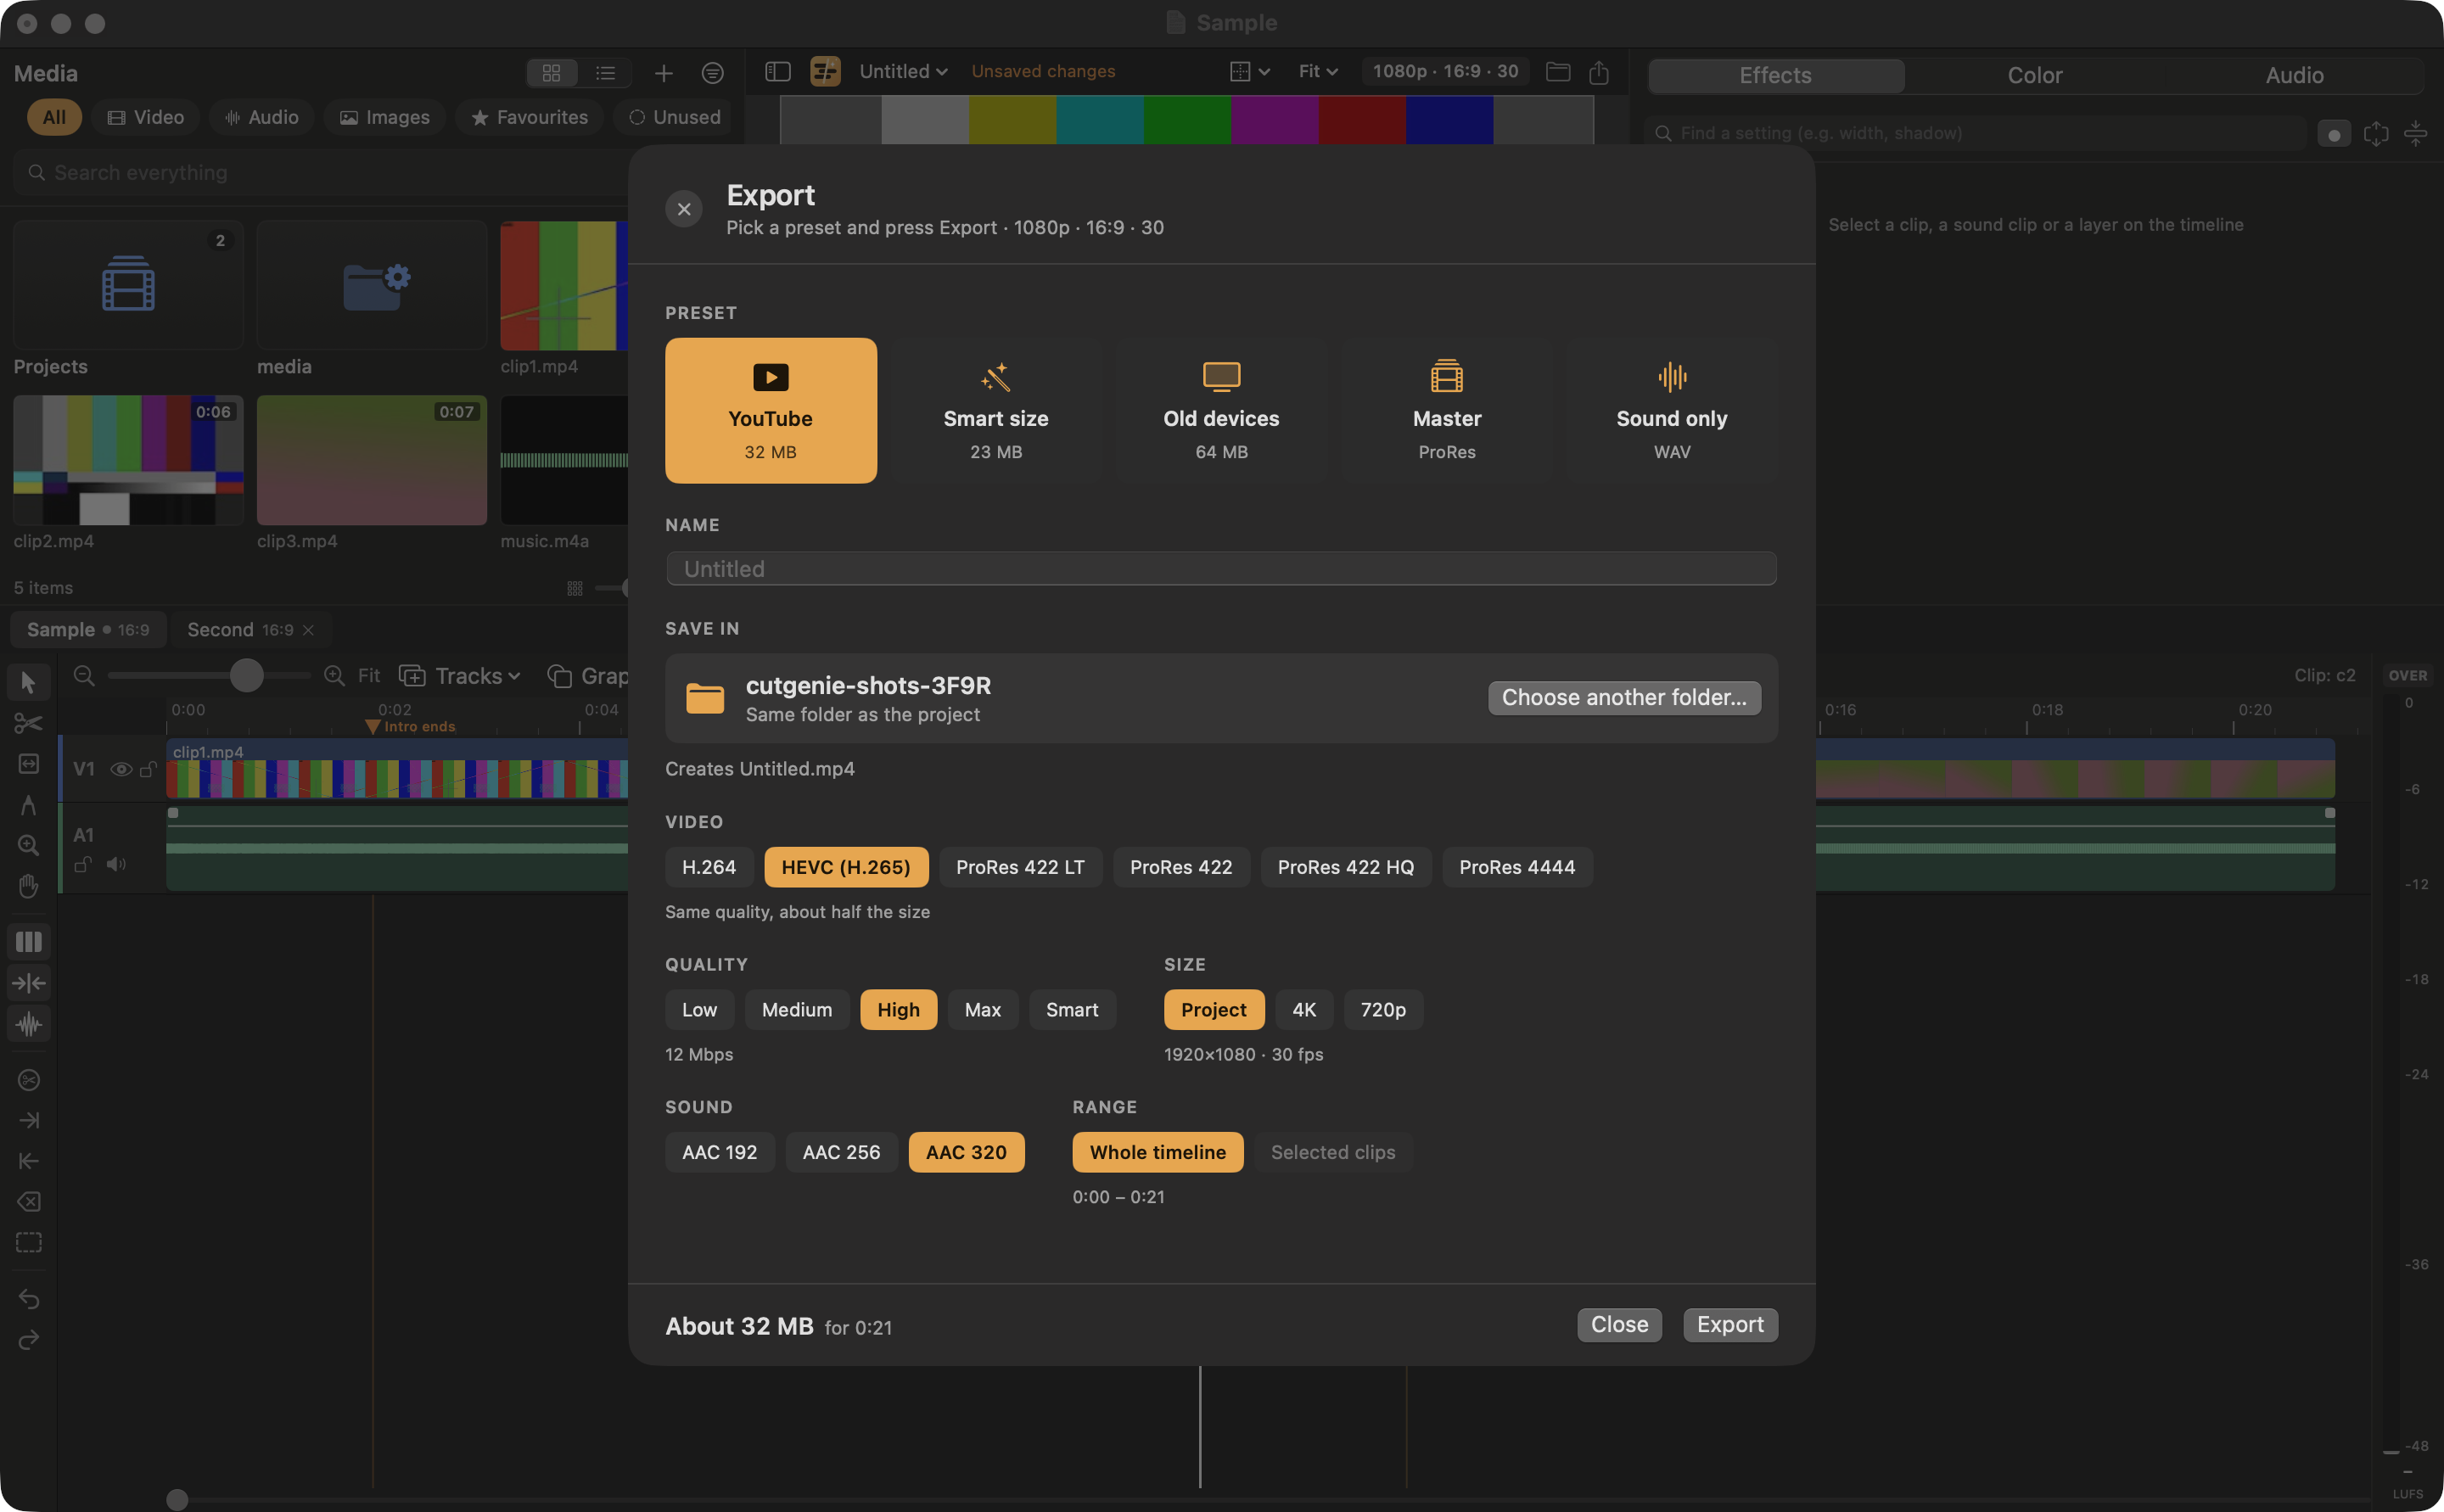 Sample
Media
Untitled
Unsaved changes
Fit
1080p · 16:9 · 30
Effects
Color
Audio
All
Video
Audio
Images
Favourites
Unused
Find a setting (e.g. width, shadow)
Search everything
Select a clip, a sound clip or a layer on the timeline
2
Projects
media
clip1.mp4
0:06
0:07
clip2.mp4
clip3.mp4
music.m4a
5 items
Export
Pick a preset and press Export · 1080p · 16:9 · 30
PRESET
YouTube
32 MB
Smart size
23 MB
Old devices
64 MB
Master
ProRes
Sound only
WAV
NAME
Untitled
SAVE IN
cutgenie-shots-3F9R
Same folder as the project
Choose another folder...
Creates Untitled.mp4
VIDEO
H.264
HEVC (H.265)
ProRes 422 LT
ProRes 422
ProRes 422 HQ
ProRes 4444
Same quality, about half the size
QUALITY
Low
Medium
High
Max
Smart
12 Mbps
SIZE
Project
4K
720p
1920×1080 · 30 fps
SOUND
AAC 192
AAC 256
AAC 320
RANGE
Whole timeline
Selected clips
0:00 – 0:21
About 32 MB for 0:21
Close
Export
Sample 16:9
Second 16:9
Fit
Tracks
Grap
Clip: c2
OVER
0:00
0:02
0:04
0:16
0:18
0:20
Intro ends
V1
clip1.mp4
A1
0
-6
-12
-18
-24
-36
-48
–
LUFS